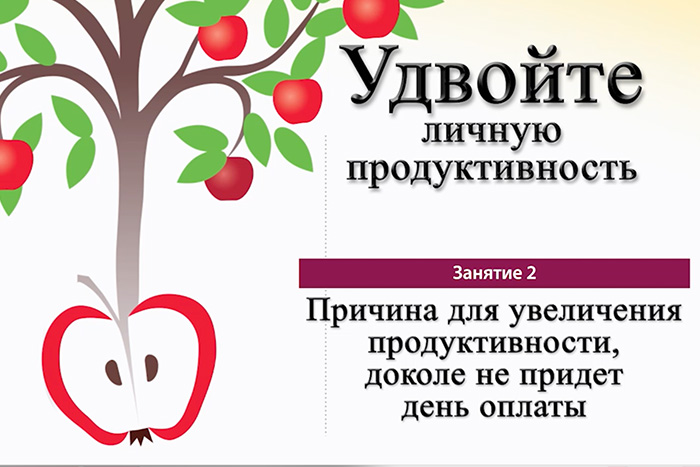 Удвойте
личную
продуктивность
Занятие 2
Причина для увеличения
продуктивности,
доколе не придет
день оплаты